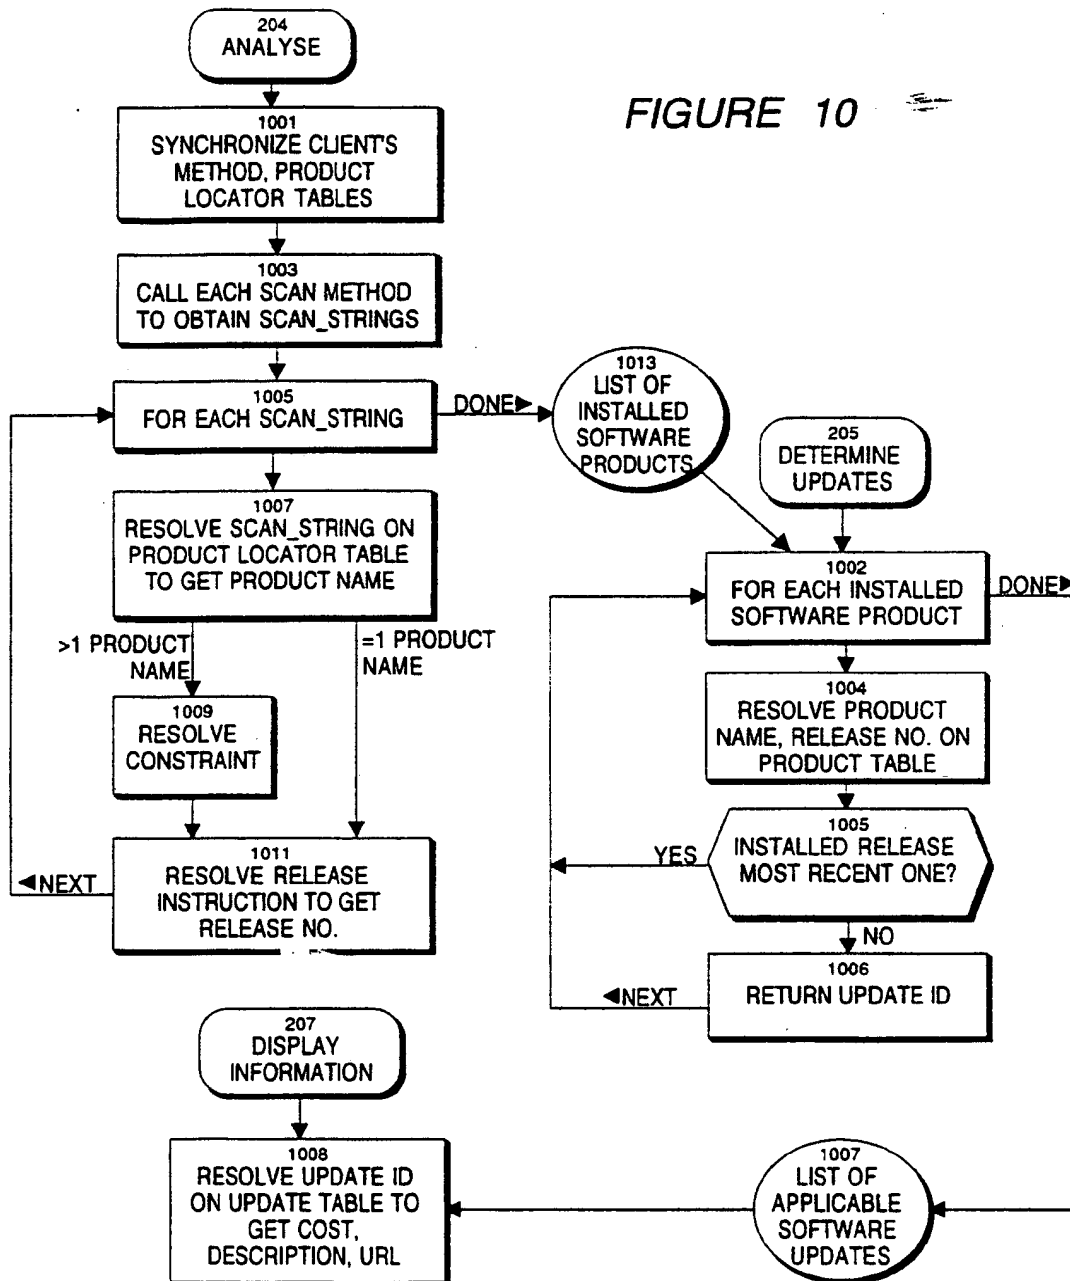 204
ANALYSE
FIGURE 10
1001
SYNCHRONIZE CLIENT'S
METHOD, PRODUCT
LOCATOR TABLES
1003
CALL EACH SCAN METHOD
TO OBTAIN SCAN_STRINGS
1005
FOR EACH SCAN_STRING
DONE
1013
LIST OF
INSTALLED
SOFTWARE
PRODUCTS
205
DETERMINE
UPDATES
1007
RESOLVE SCAN_STRING ON
PRODUCT LOCATOR TABLE
TO GET PRODUCT NAME
1002
FOR EACH INSTALLED
SOFTWARE PRODUCT
DONE
>1 PRODUCT
NAME
=1 PRODUCT
NAME
1009
RESOLVE
CONSTRAINT
1004
RESOLVE PRODUCT
NAME, RELEASE NO. ON
PRODUCT TABLE
1005
INSTALLED RELEASE
MOST RECENT ONE?
YES
NO
1011
RESOLVE RELEASE
INSTRUCTION TO GET
RELEASE NO.
NEXT
1006
RETURN UPDATE ID
NEXT
207
DISPLAY
INFORMATION
1008
RESOLVE UPDATE ID
ON UPDATE TABLE TO
GET COST,
DESCRIPTION, URL
1007
LIST OF
APPLICABLE
SOFTWARE
UPDATES